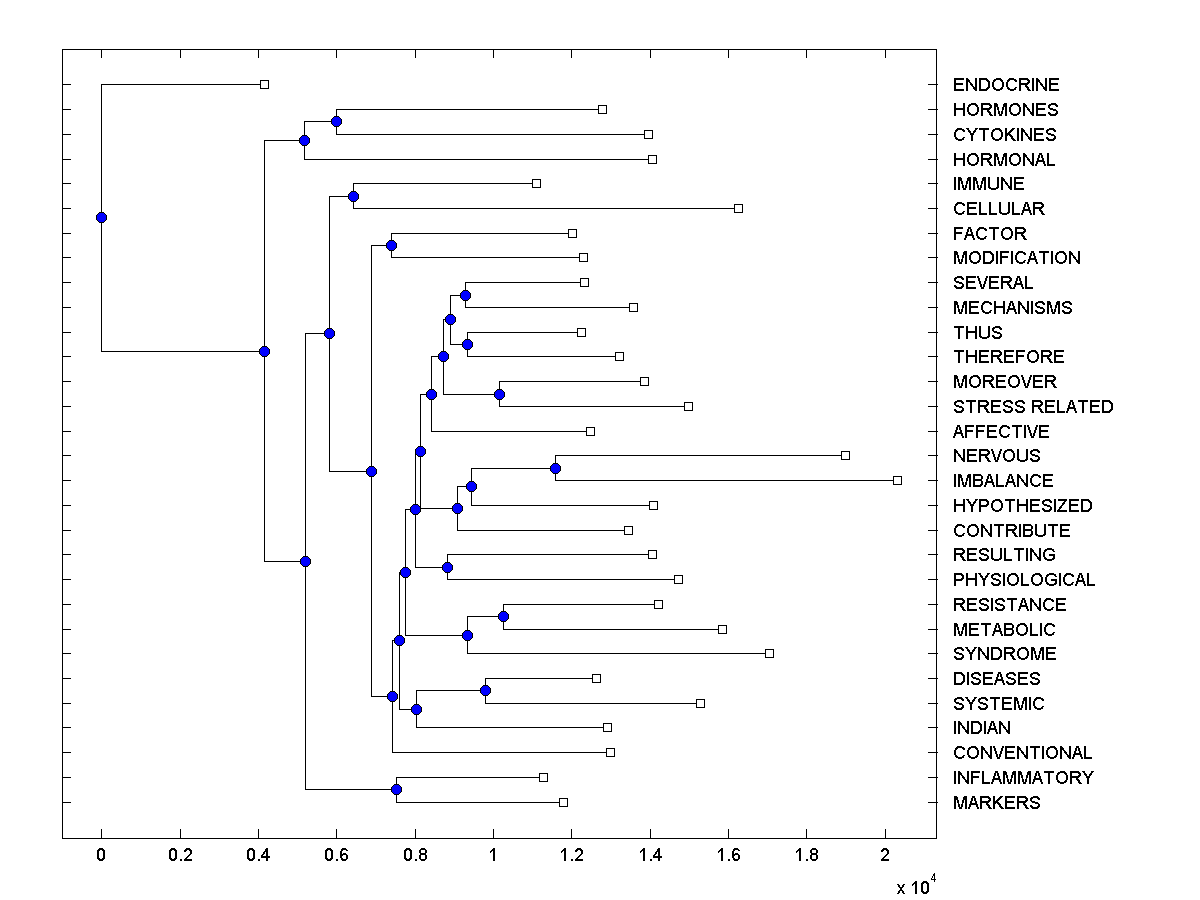 ENDOCRINE
HORMONES
CYTOKINES
HORMONAL
IMMUNE
CELLULAR
FACTOR
MODIFICATION
SEVERAL
MECHANISMS
THUS
THEREFORE
MOREOVER
STRESS RELATED
AFFECTIVE
NERVOUS
IMBALANCE
HYPOTHESIZED
CONTRIBUTE
RESULTING
PHYSIOLOGICAL
RESISTANCE
METABOLIC
SYNDROME
DISEASES
SYSTEMIC
INDIAN
CONVENTIONAL
INFLAMMATORY
MARKERS
0 0.2 0.4 0.6 0.8 1 1.2 1.4 1.6 1.8 2
x 10^4